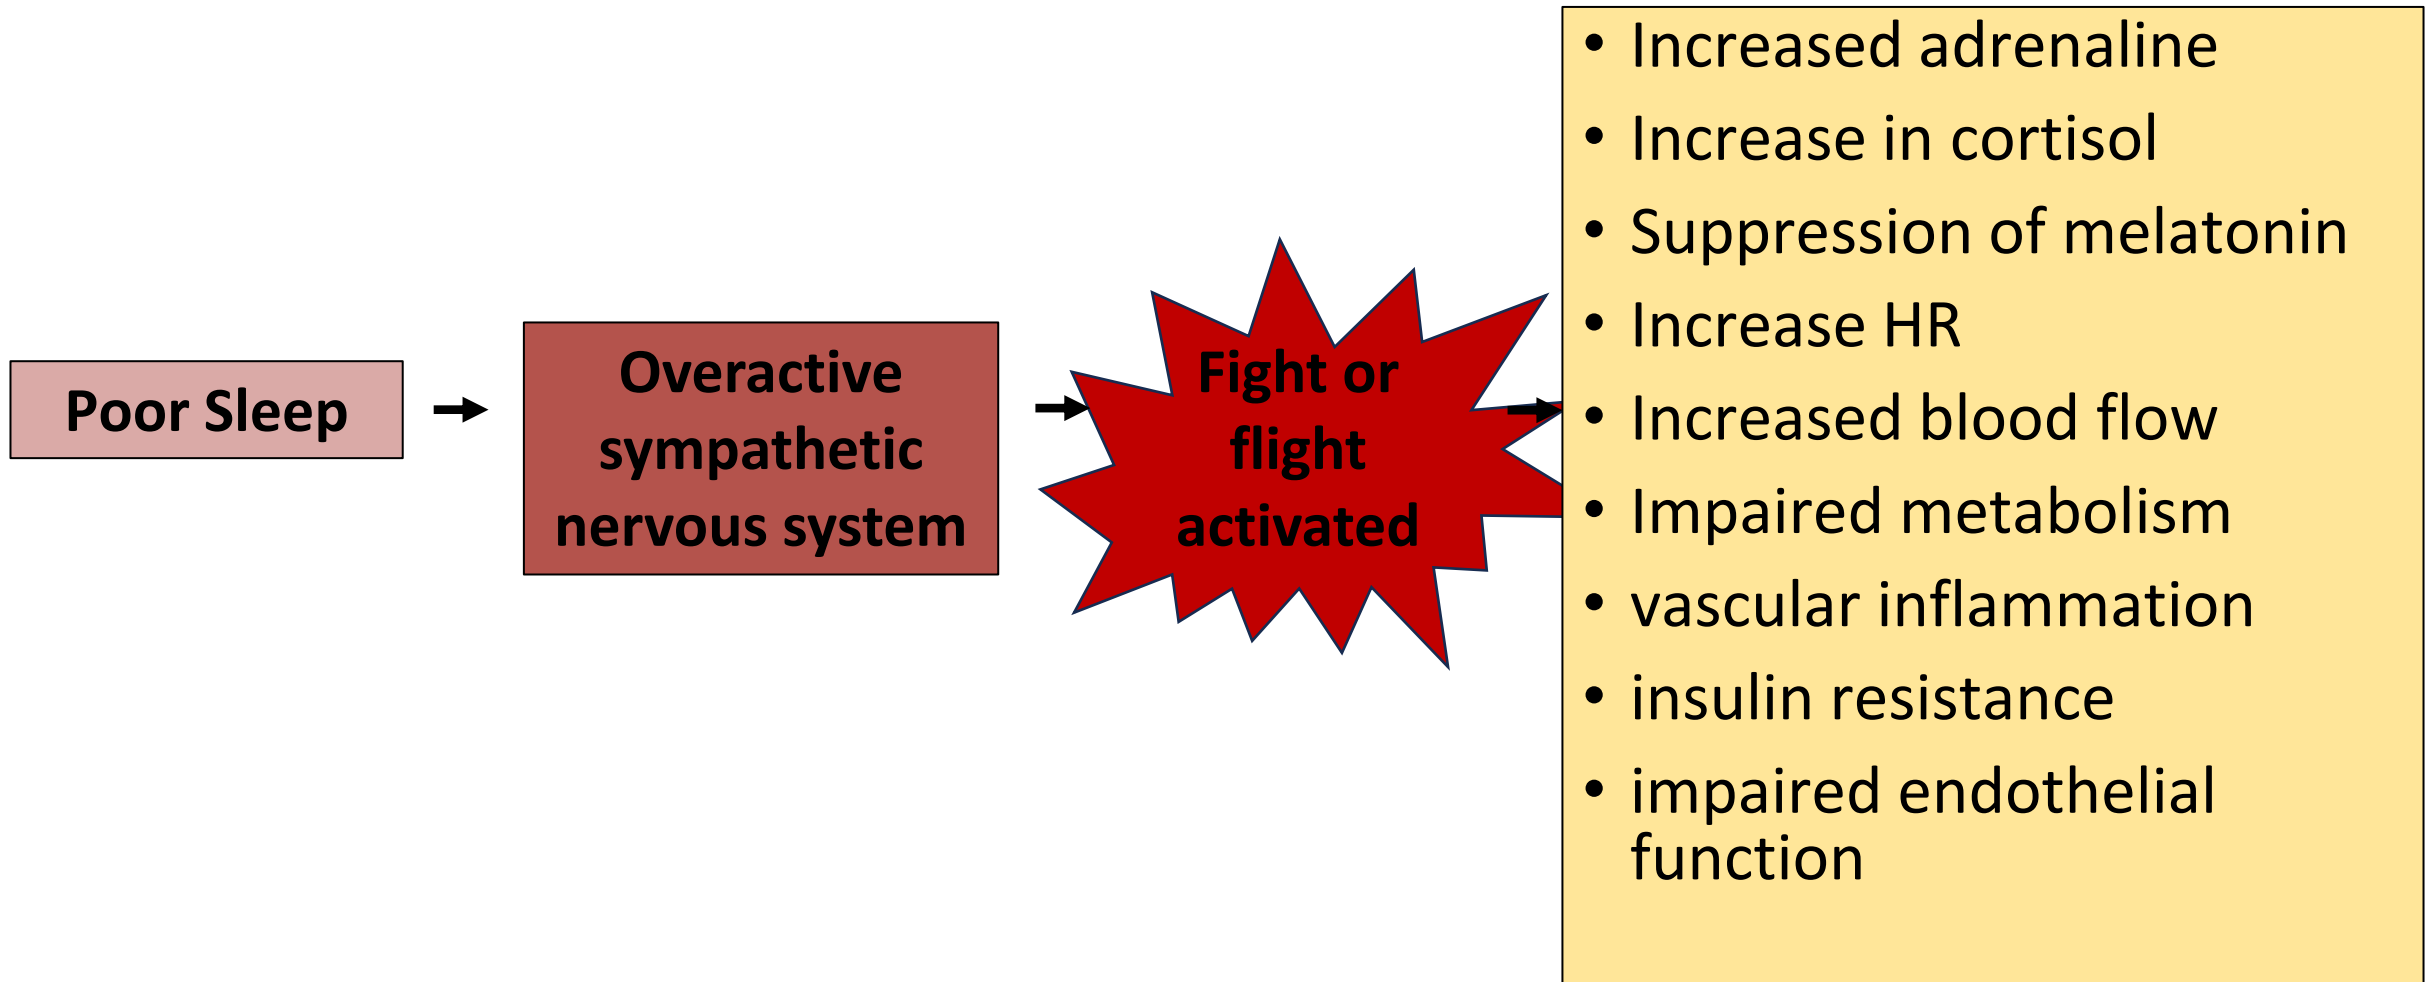 Poor Sleep
Overactive
sympathetic
nervous system
Fight or
flight
activated
• Increased adrenaline
• Increase in cortisol
• Suppression of melatonin
• Increase HR
• Increased blood flow
• Impaired metabolism
• vascular inflammation
• insulin resistance
• impaired endothelial
function